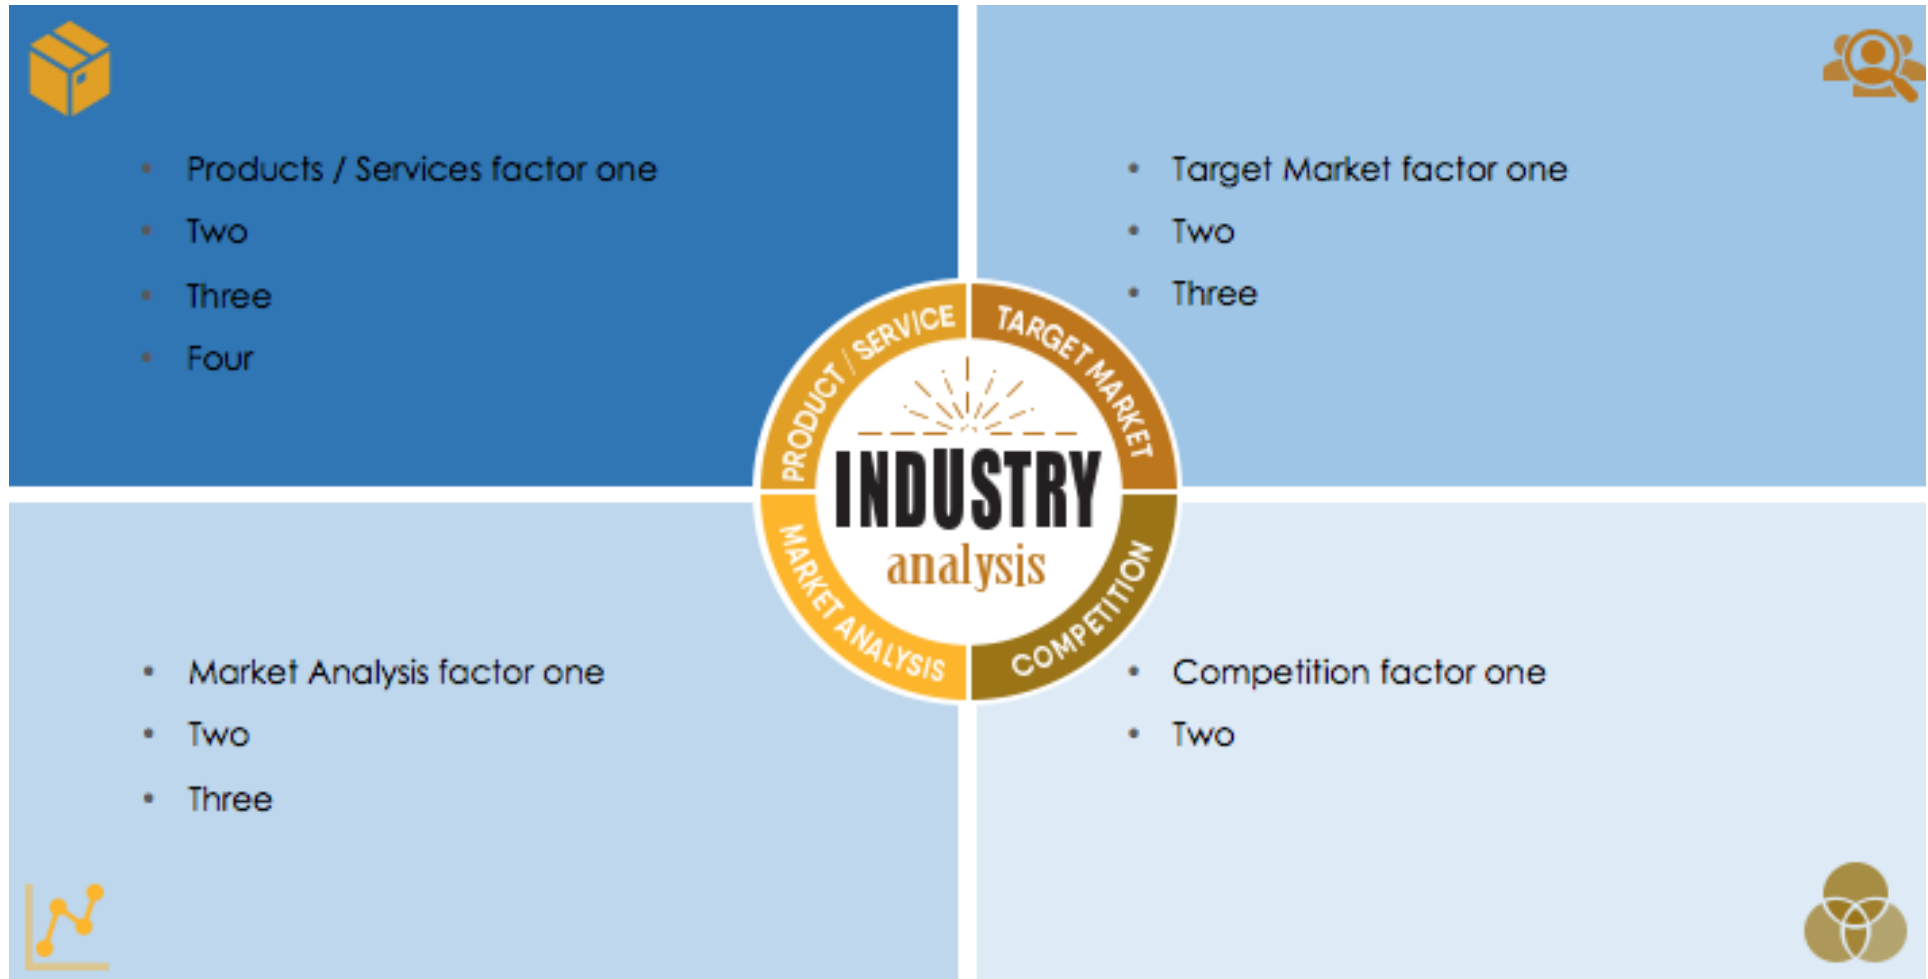 Products / Services factor one
Two
Three
Four
Target Market factor one
Two
Three
PRODUCT / SERVICE
TARGET MARKET
INDUSTRY
analysis
MARKET ANALYSIS
COMPETITION
Market Analysis factor one
Two
Three
Competition factor one
Two